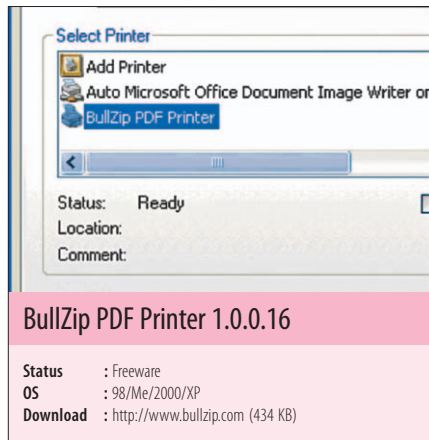 Select Printer
Add Printer
Auto Microsoft Office Document Image Writer on
BullZip PDF Printer
Status: Ready
Location:
Comment:
BullZip PDF Printer 1.0.0.16
Status : Freeware
OS : 98/Me/2000/XP
Download : http://www.bullzip.com (434 KB)